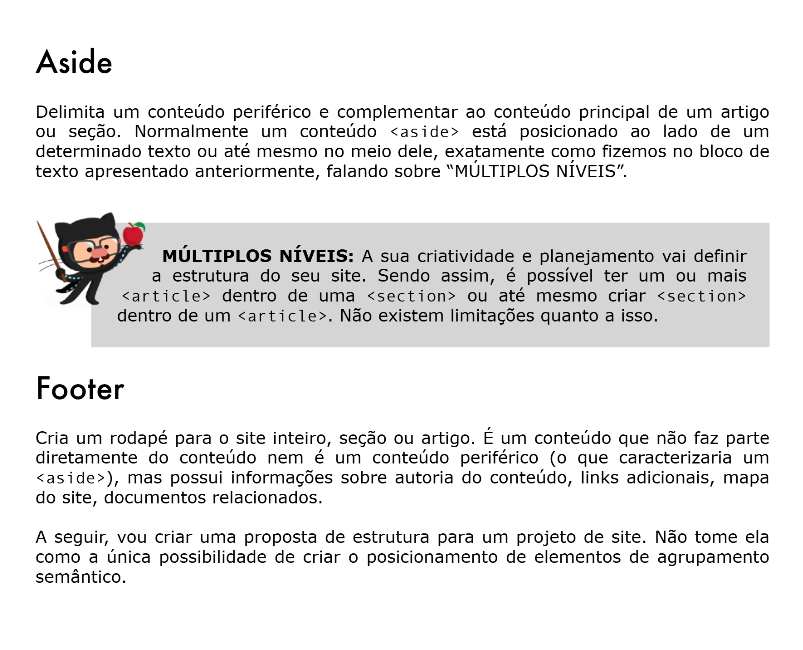 Aside
Delimita um conteúdo periférico e complementar ao conteúdo principal de um artigo
ou seção. Normalmente um conteúdo <aside> está posicionado ao lado de um
determinado texto ou até mesmo no meio dele, exatamente como fizemos no bloco de
texto apresentado anteriormente, falando sobre “MÚLTIPLOS NÍVEIS”.
MÚLTIPLOS NÍVEIS: A sua criatividade e planejamento vai definir
a estrutura do seu site. Sendo assim, é possível ter um ou mais
<article> dentro de uma <section> ou até mesmo criar <section>
dentro de um <article>. Não existem limitações quanto a isso.
Footer
Cria um rodapé para o site inteiro, seção ou artigo. É um conteúdo que não faz parte
diretamente do conteúdo nem é um conteúdo periférico (o que caracterizaria um
<aside>), mas possui informações sobre autoria do conteúdo, links adicionais, mapa
do site, documentos relacionados.
A seguir, vou criar uma proposta de estrutura para um projeto de site. Não tome ela
como a única possibilidade de criar o posicionamento de elementos de agrupamento
semântico.